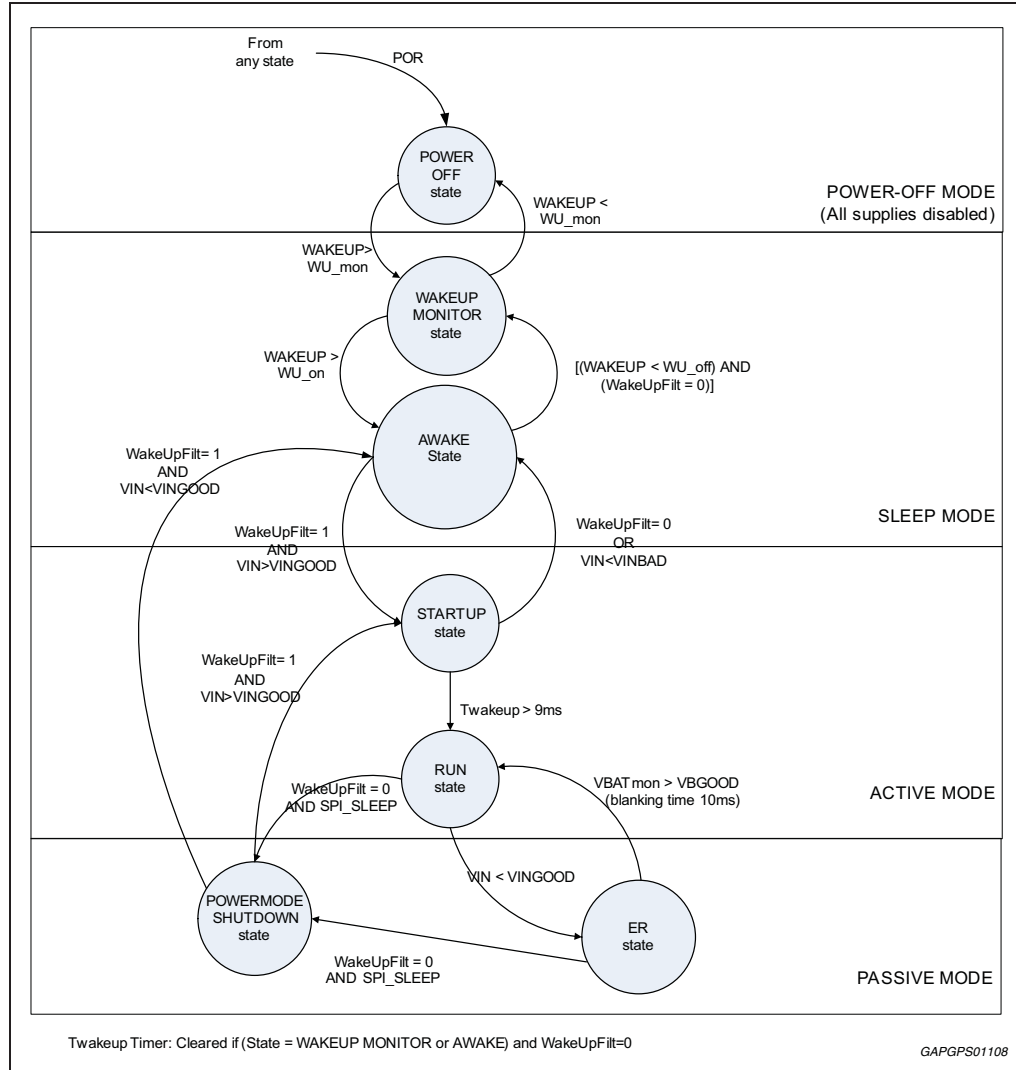 From
any state
POR
POWER
OFF
state
WAKEUP <
WU_mon
POWER-OFF MODE
(All supplies disabled)
WAKEUP>
WU_mon
WAKEUP
MONITOR
state
WAKEUP >
WU_on
[(WAKEUP < WU_off) AND
(WakeUpFilt = 0)]
AWAKE
State
WakeUpFilt= 1
AND
VIN<VINGOOD
WakeUpFilt= 1
AND
VIN>VINGOOD
WakeUpFilt= 0
OR
VIN<VINBAD
SLEEP MODE
STARTUP
state
WakeUpFilt= 1
AND
VIN>VINGOOD
Twakeup > 9ms
RUN
state
VBATmon > VBGOOD
(blanking time 10ms)
ACTIVE MODE
WakeUpFilt = 0
AND SPI_SLEEP
VIN < VINGOOD
POWERMODE
SHUTDOWN
state
ER
state
WakeUpFilt = 0
AND SPI_SLEEP
PASSIVE MODE
Twakeup Timer: Cleared if (State = WAKEUP MONITOR or AWAKE) and WakeUpFilt=0
GAPGPS01108